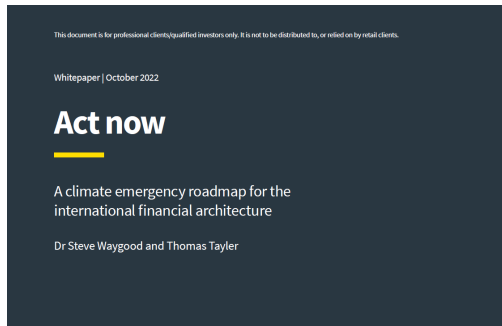 This document is for professional clients/qualified investors only. It is not to be distributed to, or relied on by retail clients.
Whitepaper | October 2022
Act now
A climate emergency roadmap for the
international financial architecture
Dr Steve Waygood and Thomas Tayler